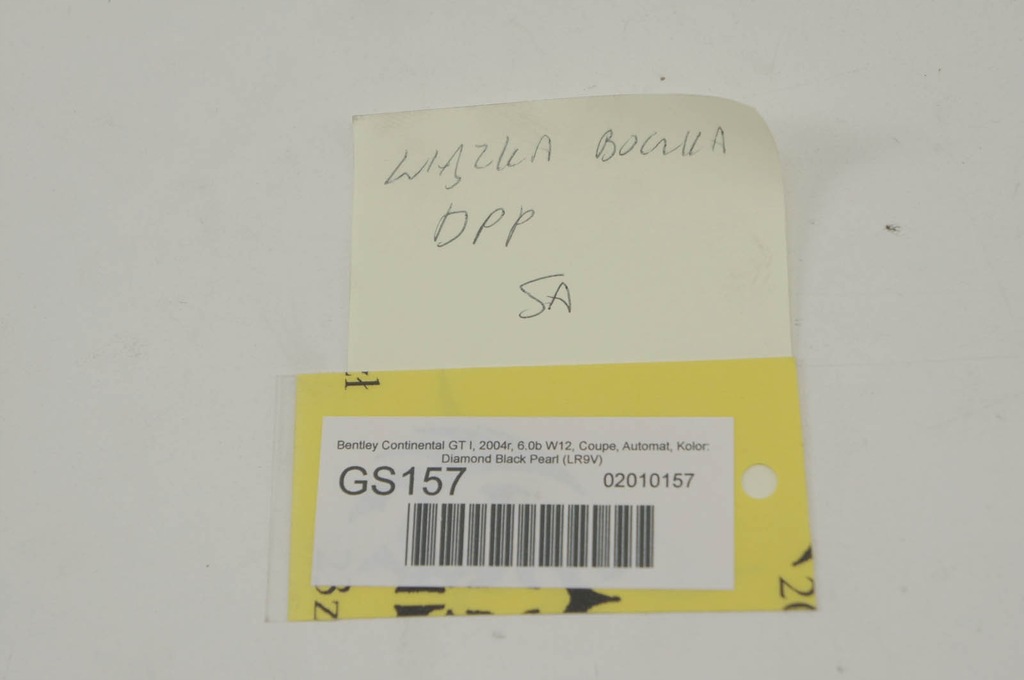 WIĄZKA BOCZKA
DPP
SA
Bentley Continental GT I, 2004r, 6.0b W12, Coupe, Automat, Kolor:
Diamond Black Pearl (LR9V)
GS157 02010157